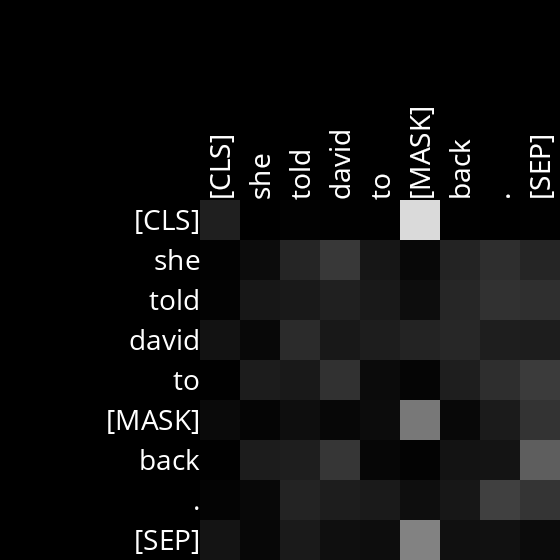 [CLS] she told david to [MASK] back . [SEP]
[CLS]
she
told
david
to
[MASK]
back
.
[SEP]